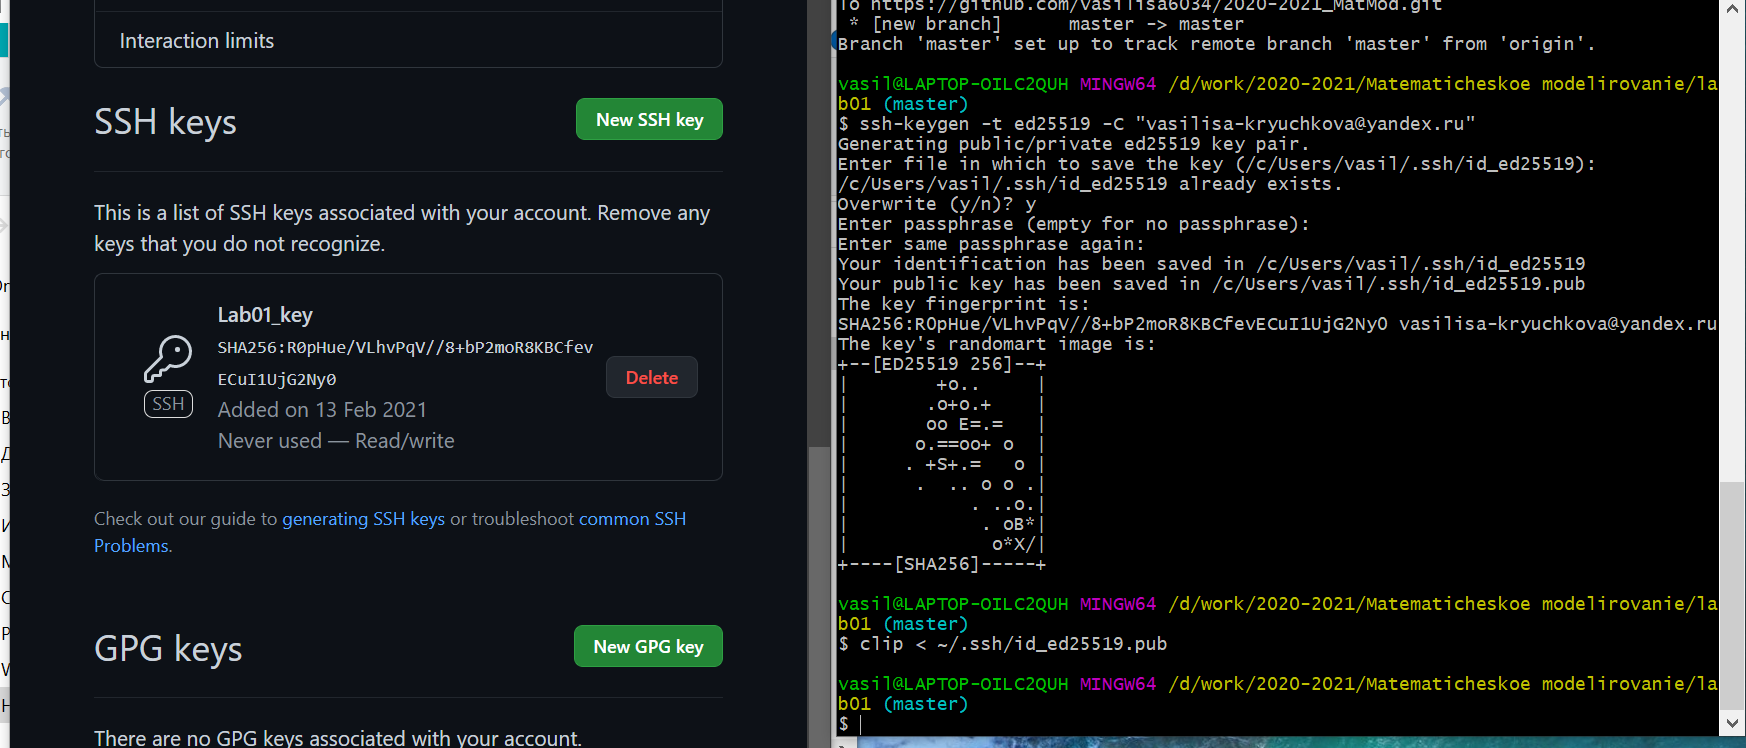 Interaction limits
SSH keys
New SSH key
This is a list of SSH keys associated with your account. Remove any
keys that you do not recognize.
Lab01_key
SHA256:R0pHue/VLhvPqV//8+bP2moR8KBCfev
ECuI1UjG2Ny0
Added on 13 Feb 2021
Never used — Read/write
SSH
Delete
Check out our guide to generating SSH keys or troubleshoot common SSH
Problems.
GPG keys
New GPG key
There are no GPG keys associated with your account.
To https://github.com/vasilisa6034/2020-2021_MatMod.git
 * [new branch]      master -> master
Branch 'master' set up to track remote branch 'master' from 'origin'.
vasil@LAPTOP-OILC2QUH MINGW64 /d/work/2020-2021/Matematicheskoe modelirovanie/la
b01 (master)
$ ssh-keygen -t ed25519 -C "vasilisa-kryuchkova@yandex.ru"
Generating public/private ed25519 key pair.
Enter file in which to save the key (/c/Users/vasil/.ssh/id_ed25519):
/c/Users/vasil/.ssh/id_ed25519 already exists.
Overwrite (y/n)? y
Enter passphrase (empty for no passphrase):
Enter same passphrase again:
Your identification has been saved in /c/Users/vasil/.ssh/id_ed25519
Your public key has been saved in /c/Users/vasil/.ssh/id_ed25519.pub
The key fingerprint is:
SHA256:R0pHue/VLhvPqV//8+bP2moR8KBCfevECuI1UjG2Ny0 vasilisa-kryuchkova@yandex.ru
The key's randomart image is:
+--[ED25519 256]--+
|        +o..     |
|       .o+o.+    |
|       oo E=.=   |
|      o.==oo+ o  |
|     . +S+.=   o |
|      .  .. o o .|
|           . ..o.|
|            . oB*|
|             o*X/|
+----[SHA256]-----+
vasil@LAPTOP-OILC2QUH MINGW64 /d/work/2020-2021/Matematicheskoe modelirovanie/la
b01 (master)
$ clip < ~/.ssh/id_ed25519.pub
vasil@LAPTOP-OILC2QUH MINGW64 /d/work/2020-2021/Matematicheskoe modelirovanie/la
b01 (master)
$